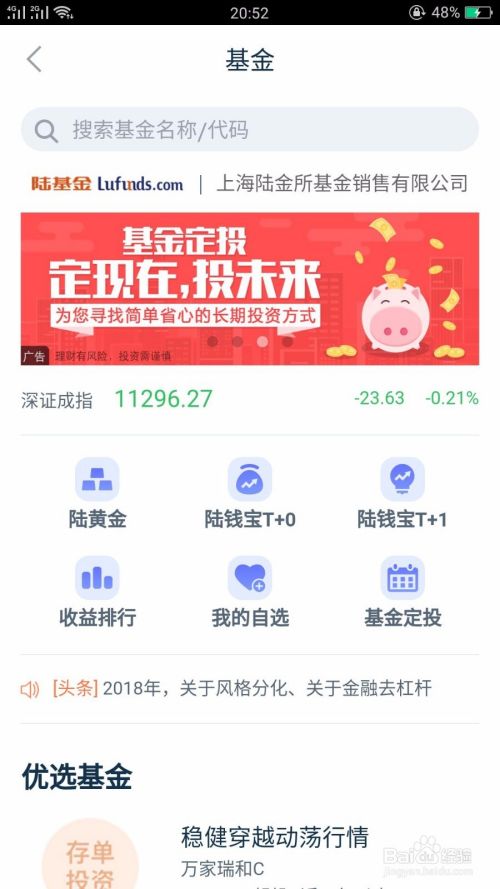 4G 2G 20:52 48%
基金
搜索基金名称/代码
陆基金 Lufunds.com | 上海陆金所基金销售有限公司
基金定投
定现在,投未来
为您寻找简单省心的长期投资方式
广告 理财有风险，投资需谨慎
深证成指 11296.27 -23.63 -0.21%
陆黄金 陆钱宝T+0 陆钱宝T+1
收益排行 我的自选 基金定投
[头条] 2018年，关于风格分化、关于金融去杠杆
优选基金
存单
投资
稳健穿越动荡行情
万家瑞和C
Baidu 经验
jingyan.baidu.com